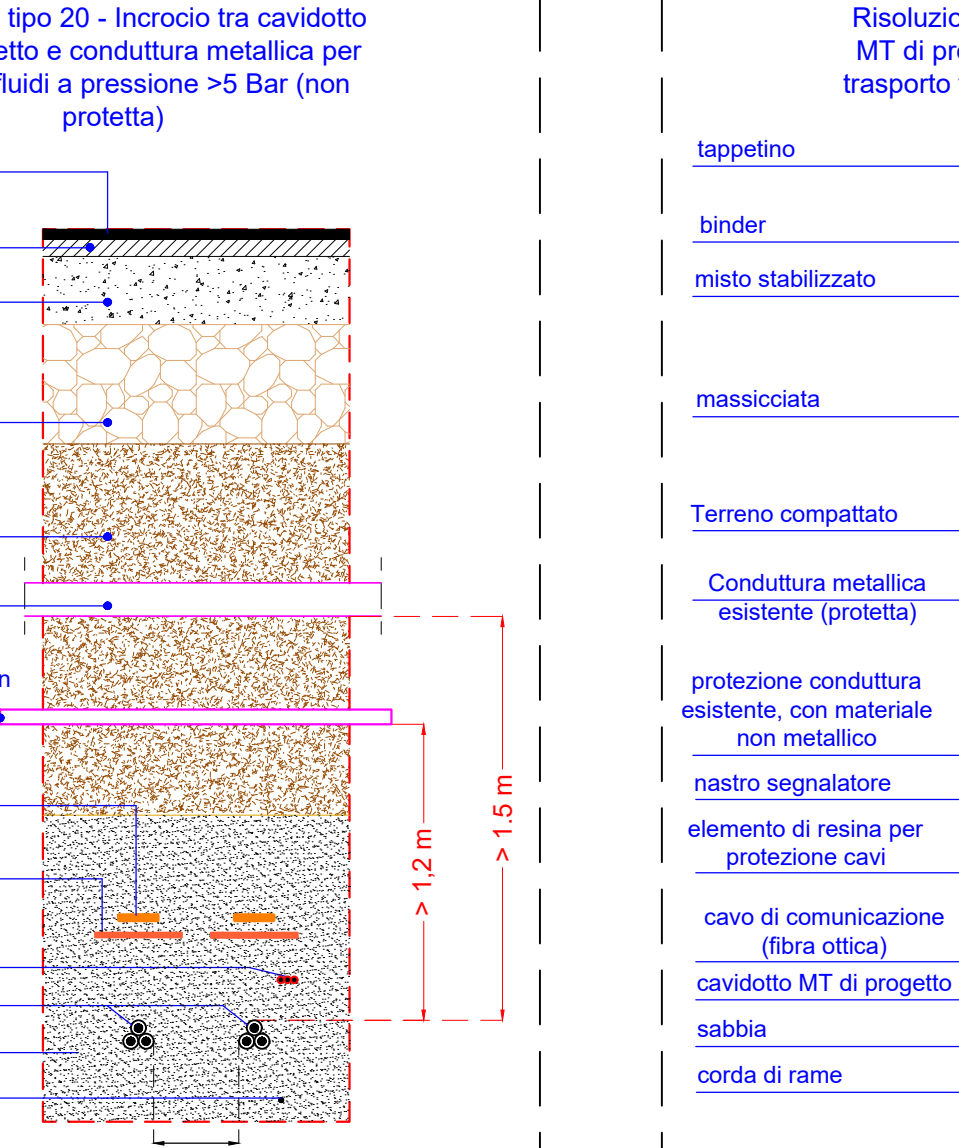 tipo 20 - Incrocio tra cavidotto
etto e conduttura metallica per
fluidi a pressione >5 Bar (non
protetta)
n
> 1,2 m
> 1.5 m
Risoluzio
MT di pro
trasporto
tappetino
binder
misto stabilizzato
massicciata
Terreno compattato
Conduttura metallica
esistente (protetta)
protezione conduttura
esistente, con materiale
non metallico
nastro segnalatore
elemento di resina per
protezione cavi
cavo di comunicazione
(fibra ottica)
cavidotto MT di progetto
sabbia
corda di rame